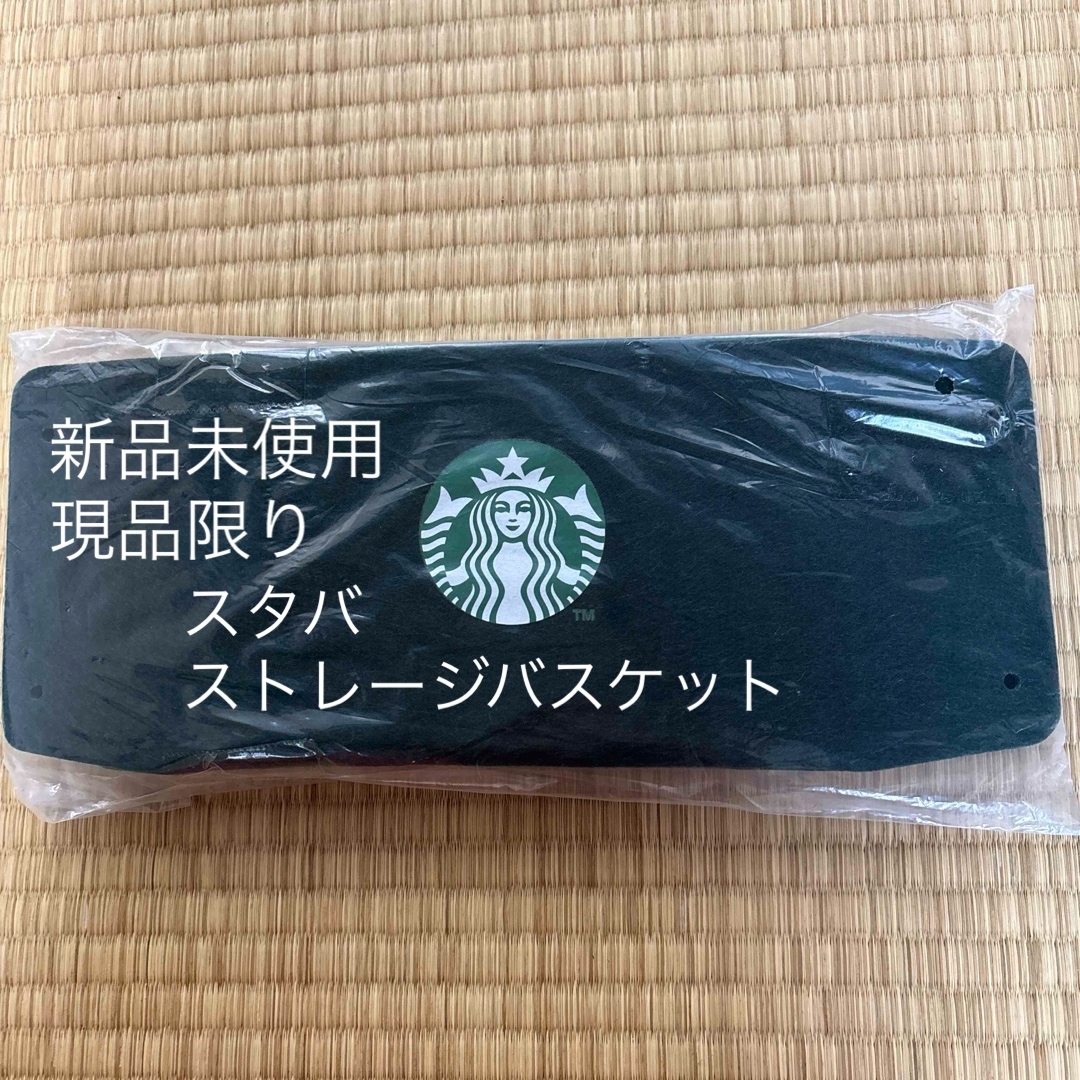 新品未使用
現品限り
スタバ
ストレージバスケット
TM